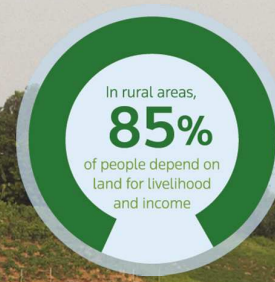 In rural areas,
85%
of people depend on
land for livelihood
and income